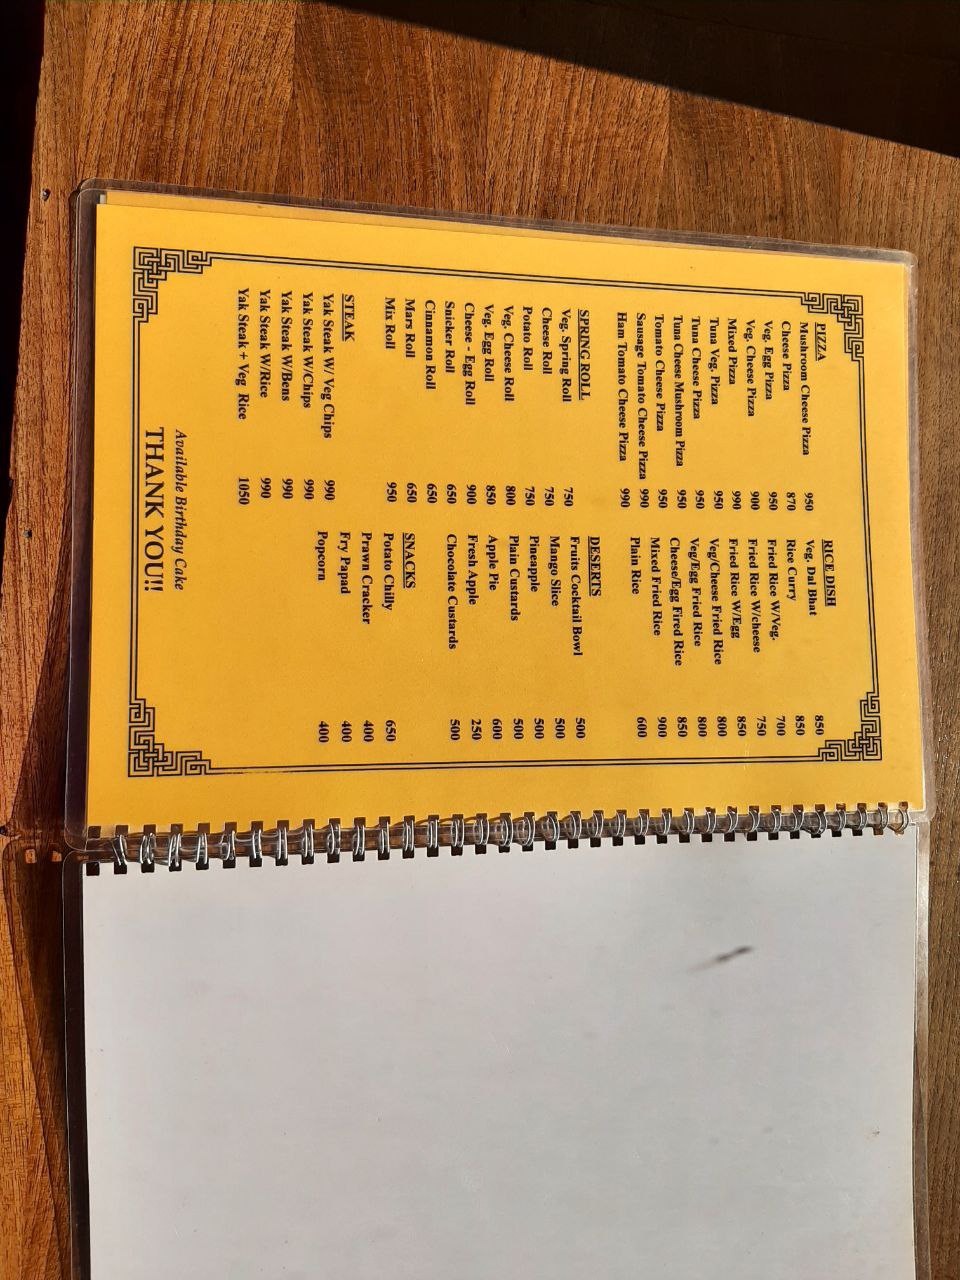 PIZZA
Mushroom Cheese Pizza 950
Cheese Pizza 870
Veg. Egg Pizza 950
Veg. Cheese Pizza 900
Mixed Pizza 990
Tuna Veg. Pizza 950
Tuna Cheese Pizza 950
Tuna Cheese Mushroom Pizza 950
Tomato Cheese Pizza 950
Sausage Tomato Cheese Pizza 990
Ham Tomato Cheese Pizza 990
SPRING ROLL
Veg. Spring Roll 750
Cheese Roll 750
Potato Roll 750
Veg. Cheese Roll 800
Veg. Egg Roll 850
Cheese - Egg Roll 900
Snicker Roll 650
Cinnamon Roll 650
Mars Roll 650
Mix Roll 950
STEAK
Yak Steak W/ Veg Chips 990
Yak Steak W/Chips 990
Yak Steak W/Bens 990
Yak Steak W/Rice 990
Yak Steak + Veg Rice 1050
RICE DISH
Veg. Dal Bhat 850
Rice Curry 850
Fried Rice W/Veg. 700
Fried Rice W/cheese 750
Fried Rice W/Egg 850
Veg/Cheese Fried Rice 800
Veg/Egg Fried Rice 800
Cheese/Egg Fired Rice 850
Mixed Fried Rice 900
Plain Rice 600
DESERTS
Fruits Cocktail Bowl 500
Mango Slice 500
Pineapple 500
Plain Custards 500
Apple Pie 600
Fresh Apple 250
Chocolate Custards 500
SNACKS
Potato Chilly 650
Prawn Cracker 400
Fry Papad 400
Popcorn 400
Available Birthday Cake
THANK YOU!!